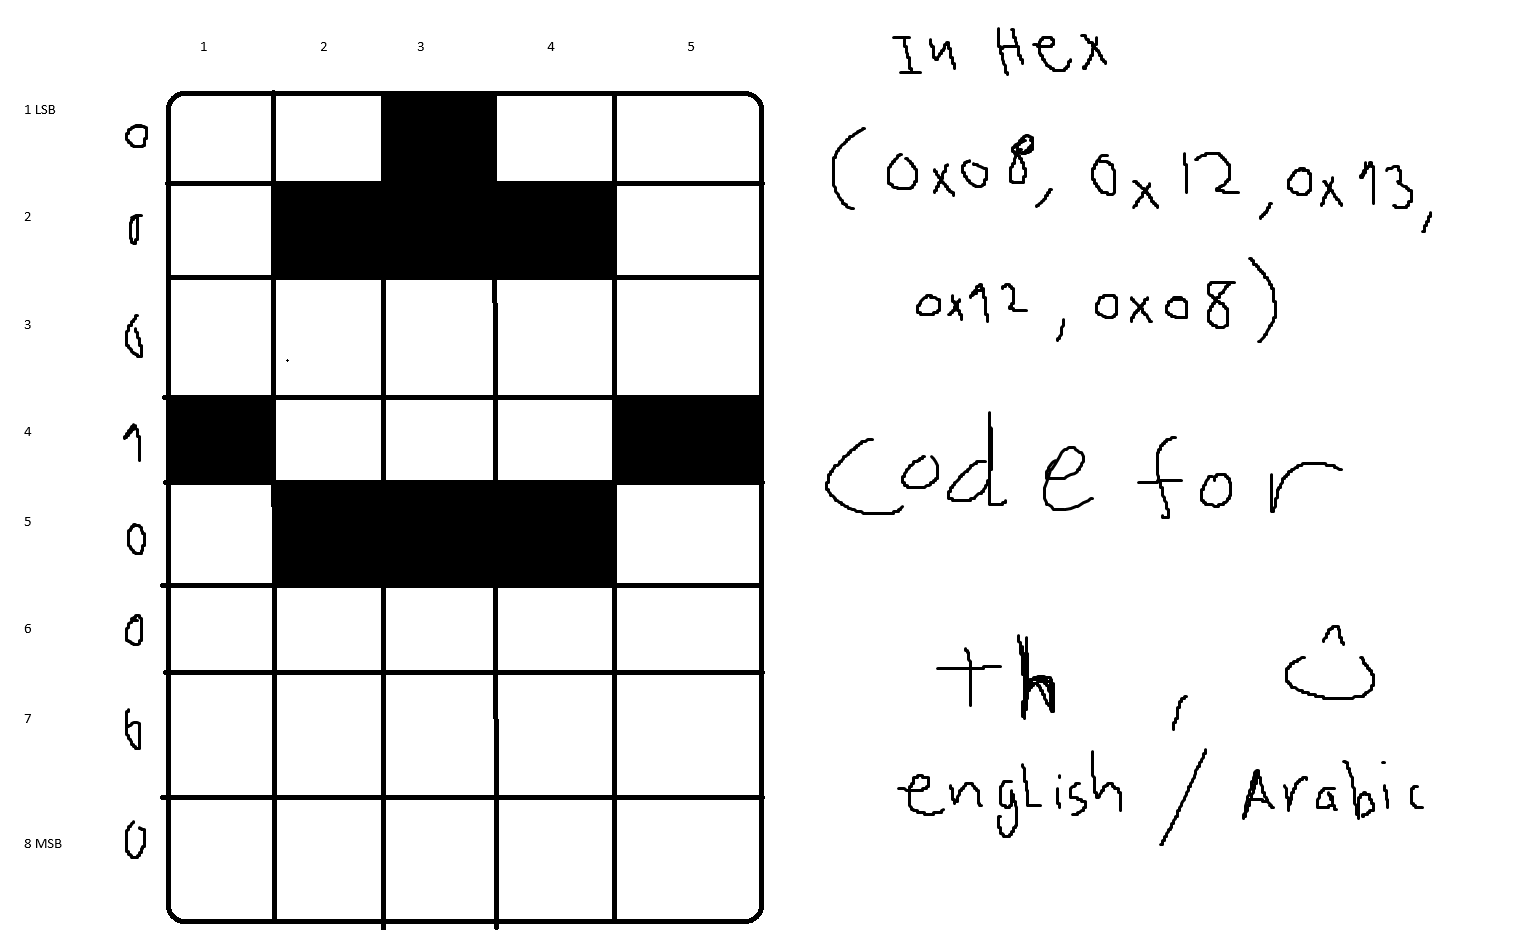 1 2 3 4 5
1 LSB 0
2 0
3 0
4 1
5 0
6 0
7 0
8 MSB 0
In Hex
(0x08, 0x12, 0x13,
0x12, 0x08)
Code for
th,
english / Arabic